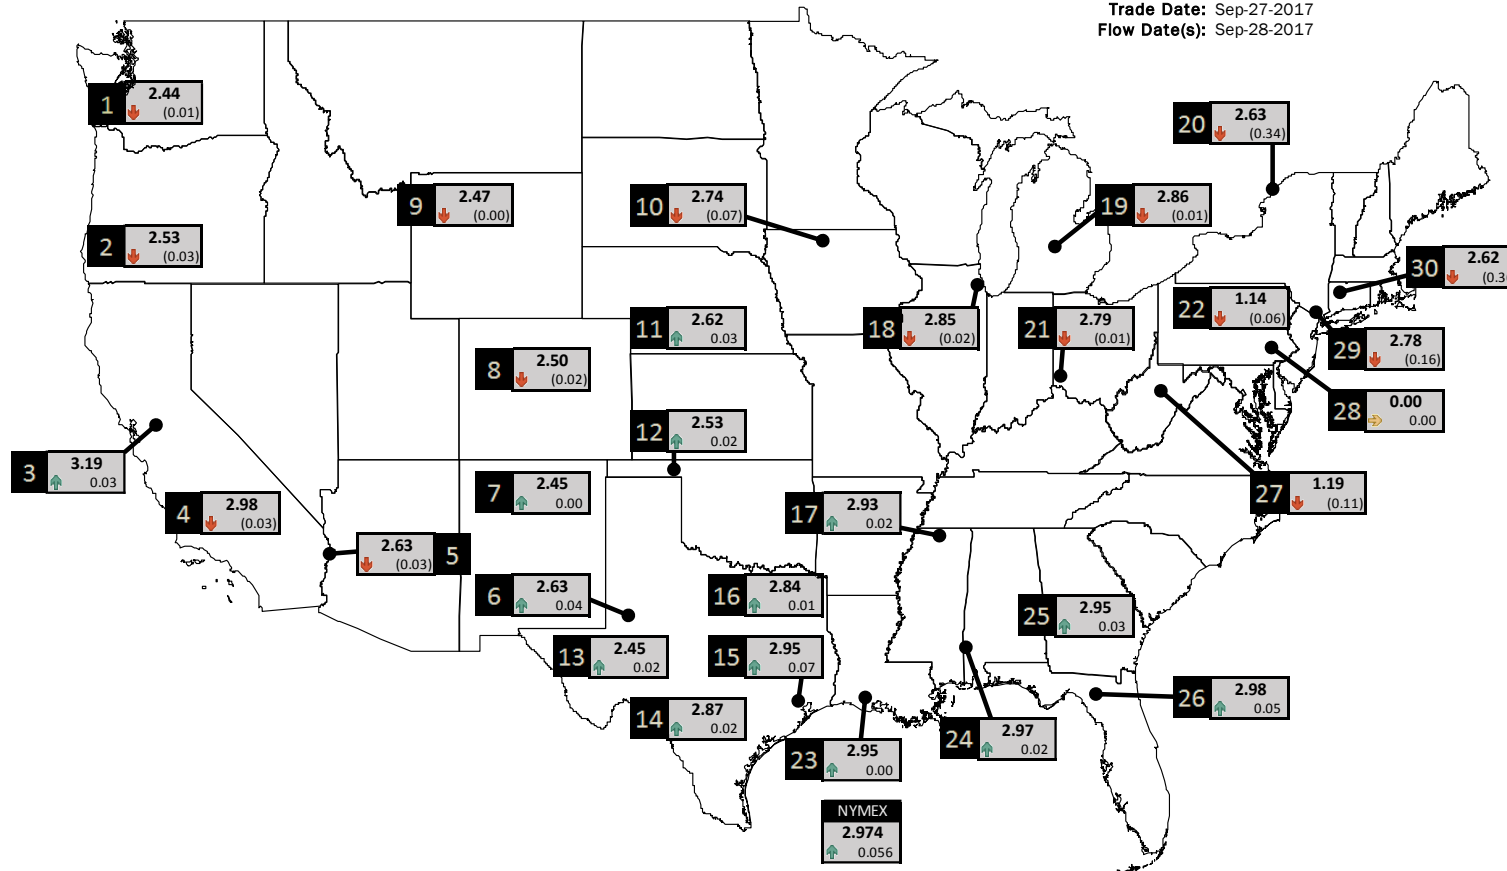 Trade Date: Sep-27-2017
Flow Date(s): Sep-28-2017
1 2.44 (0.01)
2 2.53 (0.03)
3 3.19 0.03
4 2.98 (0.03)
2.63 (0.03) 5
6 2.63 0.04
7 2.45 0.00
8 2.50 (0.02)
9 2.47 (0.00)
10 2.74 (0.07)
11 2.62 0.03
12 2.53 0.02
13 2.45 0.02
14 2.87 0.02
15 2.95 0.07
16 2.84 0.01
17 2.93 0.02
18 2.85 (0.02)
19 2.86 (0.01)
20 2.63 (0.34)
21 2.79 (0.01)
22 1.14 (0.06)
23 2.95 0.00
24 2.97 0.02
25 2.95 0.03
26 2.98 0.05
27 1.19 (0.11)
28 0.00 0.00
29 2.78 (0.16)
30 2.62
NYMEX
2.974
0.056